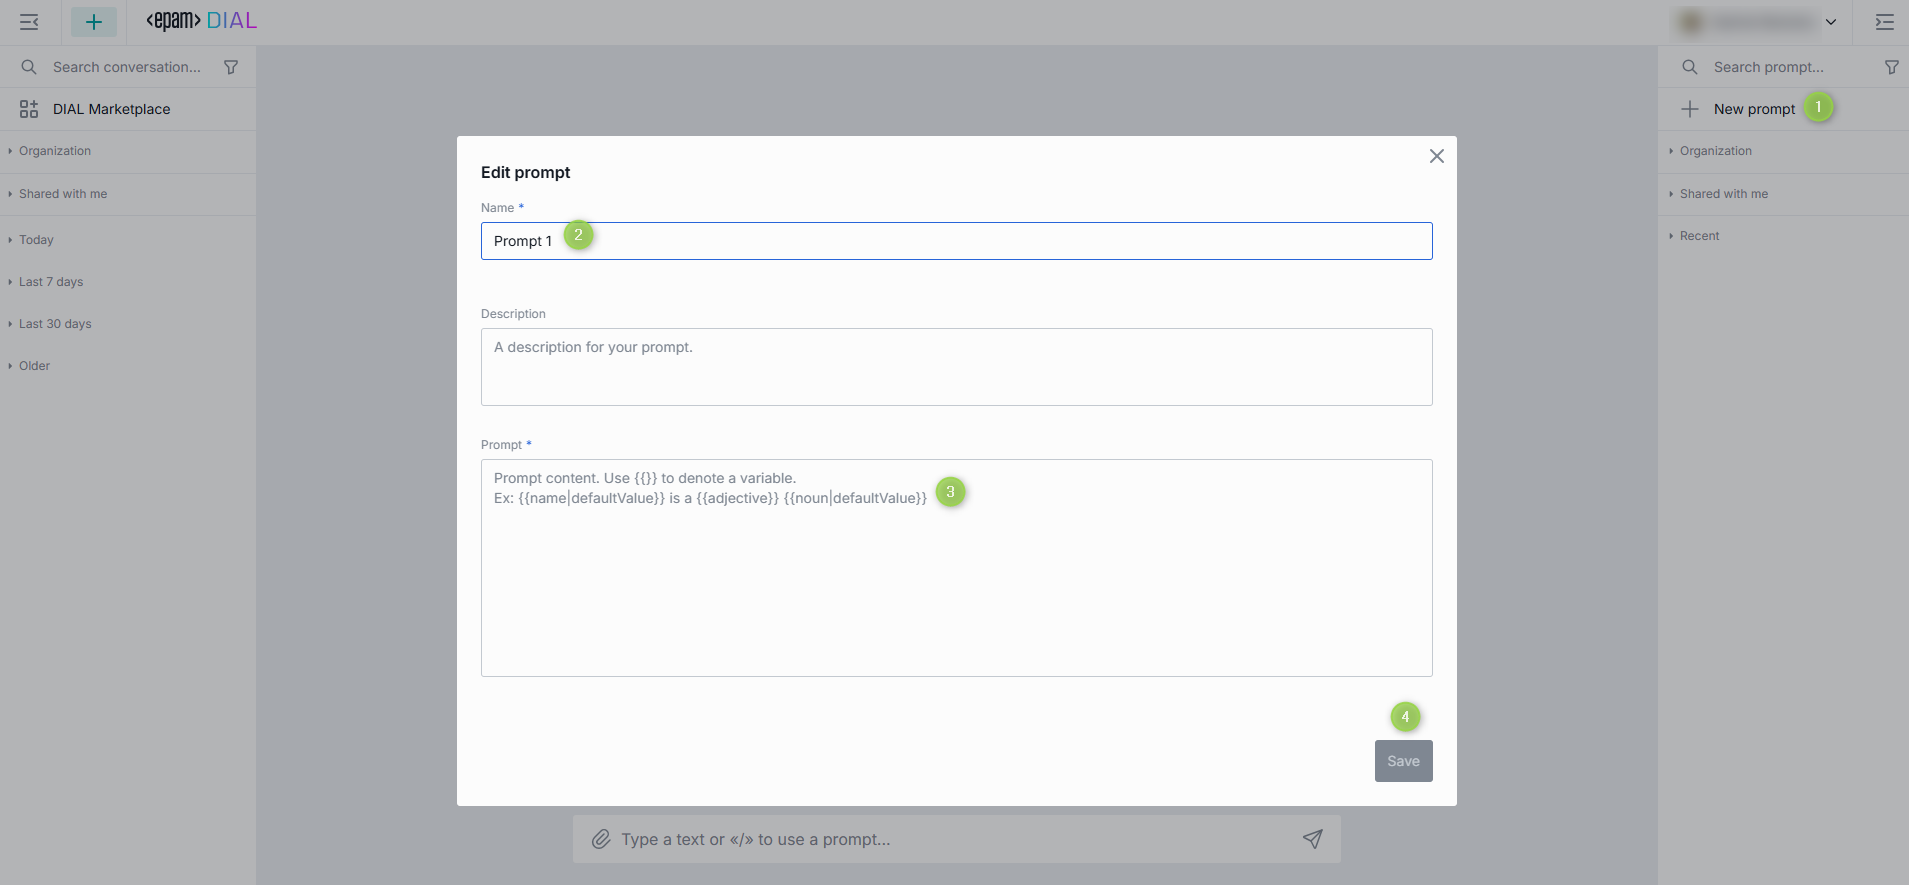 <epam> DIAL
Search conversation...
DIAL Marketplace
Organization
Shared with me
Today
Last 7 days
Last 30 days
Older
Edit prompt
Name *
Prompt 1
2
Description
A description for your prompt.
Prompt *
Prompt content. Use {{}} to denote a variable.
Ex: {{name|defaultValue}} is a {{adjective}} {{noun|defaultValue}}
3
4
Save
Type a text or «/» to use a prompt...
Search prompt...
New prompt
1
Organization
Shared with me
Recent